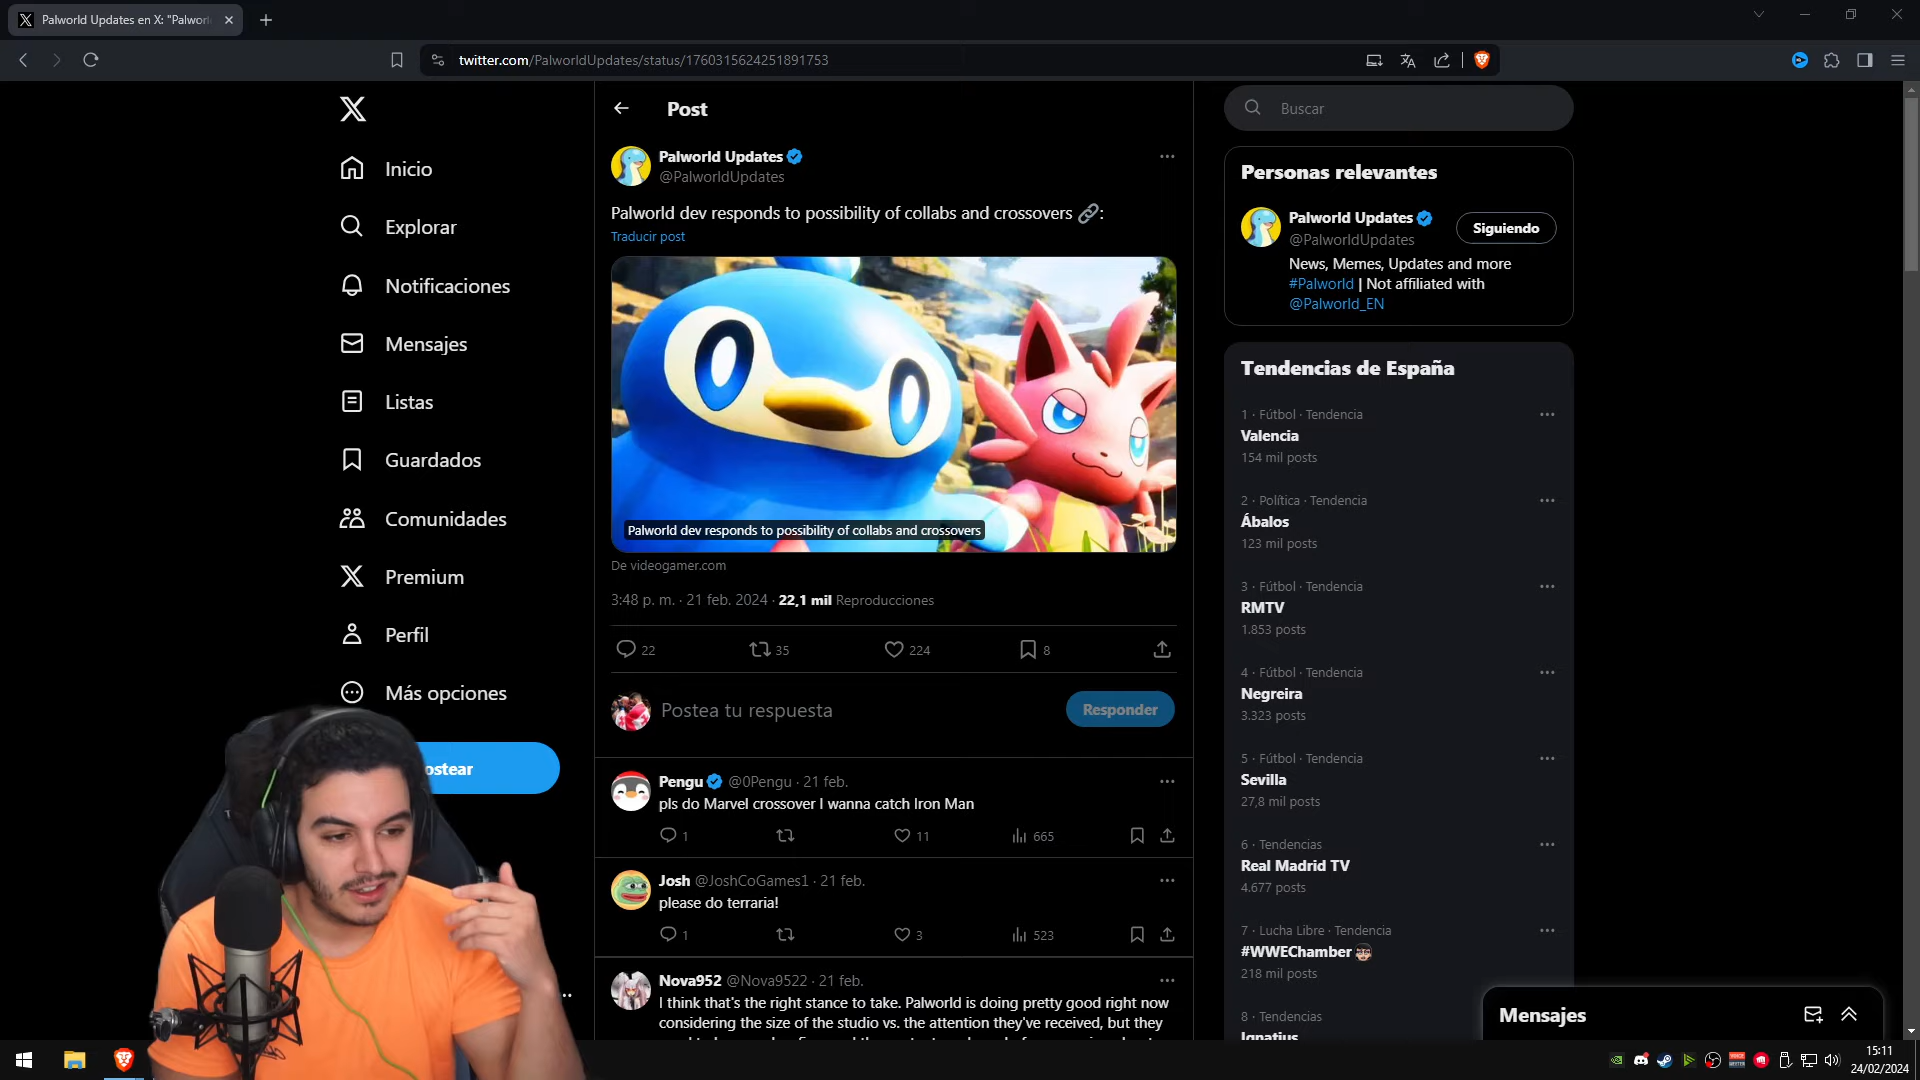 Palworld Updates en X: "Palworl
twitter.com/PalworldUpdates/status/1760315624251891753
Inicio
Explorar
Notificaciones
Mensajes
Listas
Guardados
Comunidades
Premium
Perfil
Más opciones
ostear
Post
Palworld Updates
@PalworldUpdates
Palworld dev responds to possibility of collabs and crossovers 🔗:
Traducir post
Palworld dev responds to possibility of collabs and crossovers
De videogamer.com
3:48 p. m. · 21 feb. 2024 · 22,1 mil Reproducciones
22 35 224 8
Postea tu respuesta
Responder
Pengu @0Pengu · 21 feb.
pls do Marvel crossover I wanna catch Iron Man
1 11 665
Josh @JoshCoGames1 · 21 feb.
please do terraria!
1 3 523
Nova952 @Nova9522 · 21 feb.
I think that's the right stance to take. Palworld is doing pretty good right now
considering the size of the studio vs. the attention they've received, but they
Buscar
Personas relevantes
Palworld Updates
@PalworldUpdates
Siguiendo
News, Memes, Updates and more
#Palworld | Not affiliated with
@Palworld_EN
Tendencias de España
1 · Fútbol · Tendencia
Valencia
154 mil posts
2 · Política · Tendencia
Ábalos
123 mil posts
3 · Fútbol · Tendencia
RMTV
1.853 posts
4 · Fútbol · Tendencia
Negreira
3.323 posts
5 · Fútbol · Tendencia
Sevilla
27,8 mil posts
6 · Tendencias
Real Madrid TV
4.677 posts
7 · Lucha Libre · Tendencia
#WWEChamber
218 mil posts
8 · Tendencias
Ignatius
Mensajes
15:11
24/02/2024